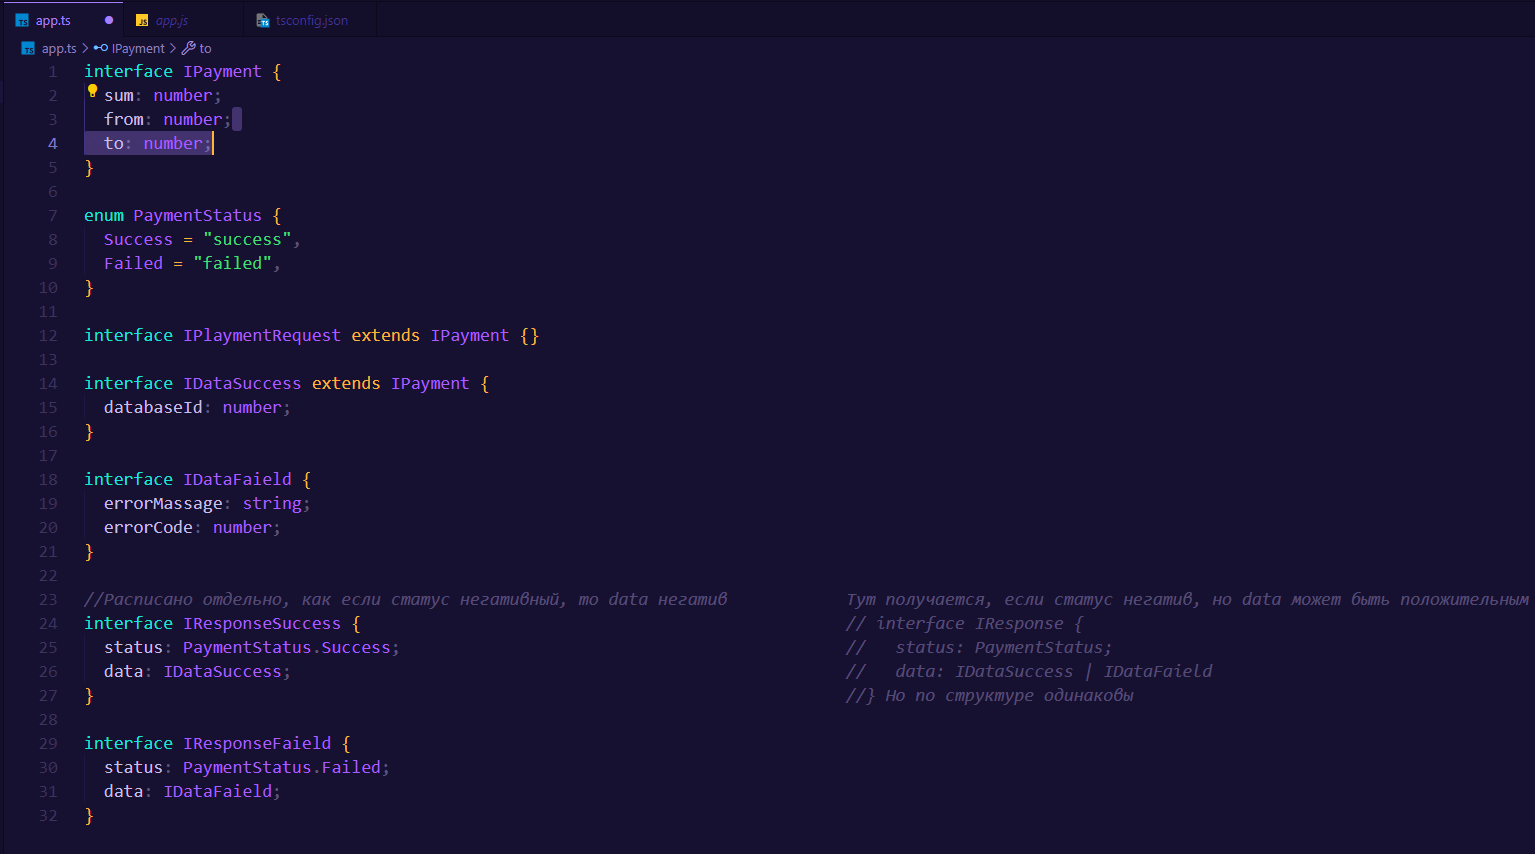 app.ts app.js tsconfig.json
app.ts > IPayment > to
1 interface IPayment {
2 sum: number;
3 from: number;
4 to: number;
5 }
6
7 enum PaymentStatus {
8 Success = "success",
9 Failed = "failed",
10 }
11
12 interface IPlaymentRequest extends IPayment {}
13
14 interface IDataSuccess extends IPayment {
15 databaseId: number;
16 }
17
18 interface IDataFaield {
19 errorMassage: string;
20 errorCode: number;
21 }
22
23 //Расписано отдельно, как если статус негативный, то data негатив Тут получается, если статус негатив, но data может быть положительным
24 interface IResponseSuccess { // interface IResponse {
25 status: PaymentStatus.Success; // status: PaymentStatus;
26 data: IDataSuccess; // data: IDataSuccess | IDataFaield
27 } //} Но по структуре одинаковы
28
29 interface IResponseFaield {
30 status: PaymentStatus.Failed;
31 data: IDataFaield;
32 }